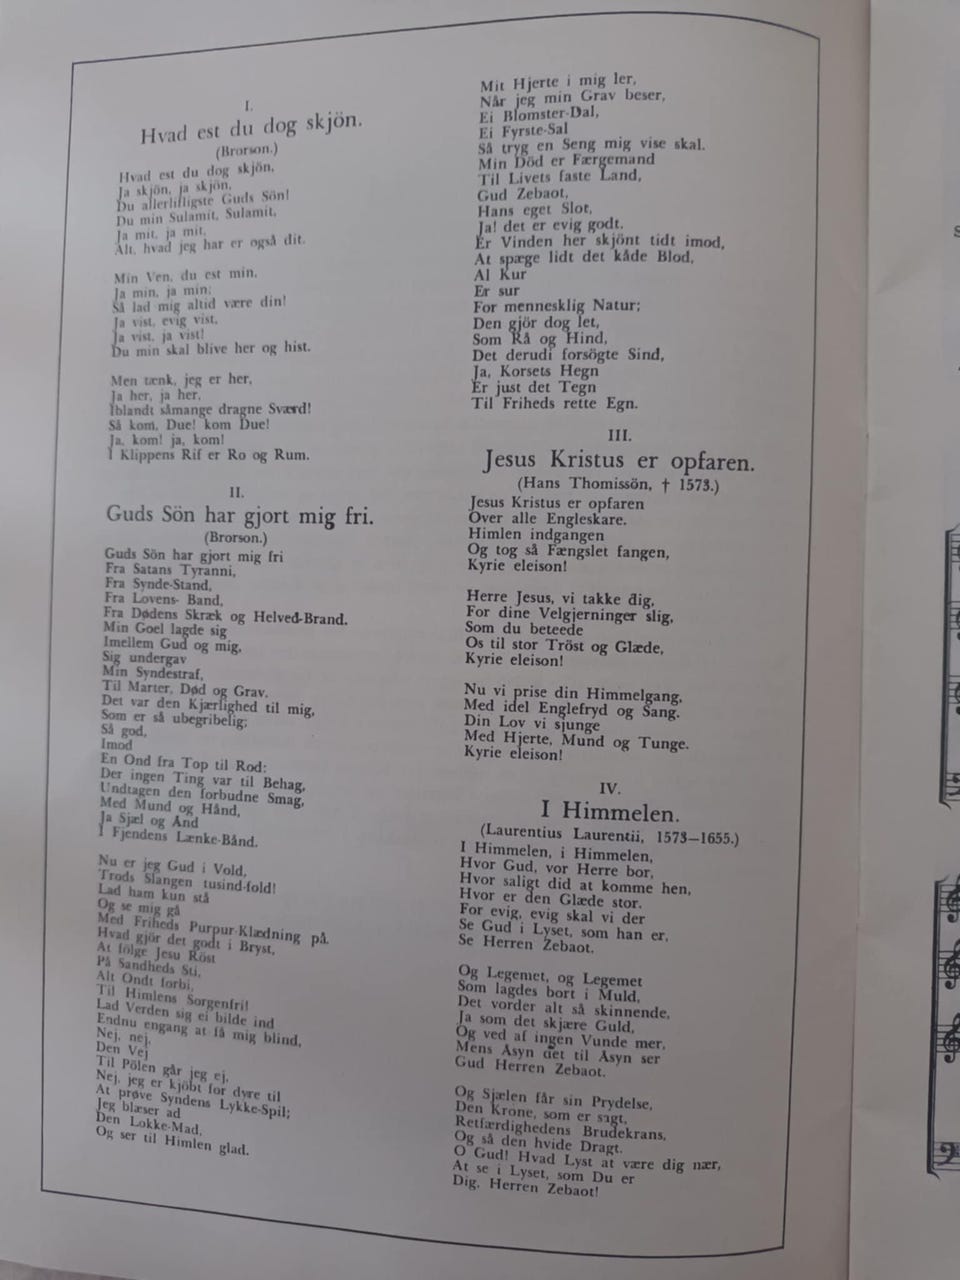 I.
Hvad est du dog skjön.
(Brorson.)
Hvad est du dog skjön,
Ja skjön, ja skjön,
Du allerlifligste Guds Sön!
Du min Sulamit, Sulamit,
Ja mit, ja mit,
Alt, hvad jeg har er også dit.
Min Ven, du est min,
Ja min, ja min;
Så lad mig altid være din!
Ja vist, evig vist,
Ja vist, ja vist!
Du min skal blive her og hist.
Men tænk, jeg er her,
Ja her, ja her,
Iblandt såmange dragne Sværd!
Så kom, Due! kom Due!
Ja, kom! ja, kom!
I Klippens Rif er Ro og Rum.
II.
Guds Sön har gjort mig fri.
(Brorson.)
Guds Sön har gjort mig fri
Fra Satans Tyranni,
Fra Synde-Stand,
Fra Lovens- Band,
Fra Dødens Skræk og Helved-Brand.
Min Goel lagde sig
Imellem Gud og mig,
Sig undergav
Min Syndestraf,
Til Marter, Død og Grav.
Det var den Kjærlighed til mig,
Som er så ubegribelig;
Så god,
Imod
En Ond fra Top til Rod;
Der ingen Ting var til Behag,
Undtagen den forbudne Smag,
Med Mund og Hånd,
Ja Sjæl og And
I Fjendens Lænke-Bånd.
Nu er jeg Gud i Vold,
Trods Slangen tusind-fold!
Lad ham kun stå
Og se mig gå
Med Friheds Purpur-Klædning på.
Hvad gjör det godt i Bryst,
At fölge Jesu Röst
På Sandheds Sti,
Alt Ondt forbi,
Til Himlens Sorgenfri!
Lad Verden sig ei bilde ind
Endnu engang at få mig blind,
Nej, nej,
Den Vej
Til Pölen går jeg ej,
Nej, jeg er kjöbt for dyre til
At pröve Syndens Lykke-Spil;
Jeg blæser ad
Den Lokke-Mad,
Og ser til Himlen glad.
Mit Hjerte i mig ler,
Når jeg min Grav beser,
Ei Blomster-Dal,
Ei Fyrste-Sal
Så tryg en Seng mig vise skal.
Min Död er Færgemand
Til Livets faste Land,
Gud Zebaot,
Hans eget Slot,
Ja! det er evig godt.
Er Vinden her skjönt tidt imod,
At spæge lidt det kåde Blod,
Al Kur
Er sur
For mennesklig Natur;
Den gjör dog let,
Som Rå og Hind,
Det derudi forsögte Sind,
Ja, Korsets Hegn
Er just det Tegn
Til Friheds rette Egn.
III.
Jesus Kristus er opfaren.
(Hans Thomissön, † 1573.)
Jesus Kristus er opfaren
Over alle Engleskare.
Himlen indgangen
Og tog så Fængslet fangen,
Kyrie eleison!
Herre Jesus, vi takke dig,
For dine Velgjerninger slig,
Som du beteede
Os til stor Tröst og Glæde,
Kyrie eleison!
Nu vi prise din Himmelgang,
Med idel Englefryd og Sang.
Din Lov vi sjunge
Med Hjerte, Mund og Tunge.
Kyrie eleison!
IV.
I Himmelen.
(Laurentius Laurentii, 1573—1655.)
I Himmelen, i Himmelen,
Hvor Gud, vor Herre bor,
Hvor saligt did at komme hen,
Hvor er den Glæde stor.
For evig, evig skal vi der
Se Gud i Lyset, som han er,
Se Herren Zebaot.
Og Legemet, og Legemet
Som lagdes bort i Muld,
Det vorder alt så skinnende,
Ja som det skjære Guld,
Og ved af ingen Vunde mer,
Mens Åsyn det til Åsyn ser
Gud Herren Zebaot.
Og Sjælen får sin Prydelse,
Den Krone, som er sagt,
Retfærdighedens Brudekrans,
Og så den hvide Dragt.
O Gud! Hvad Lyst at være dig nær,
At se i Lyset, som Du er
Dig, Herren Zebaot!